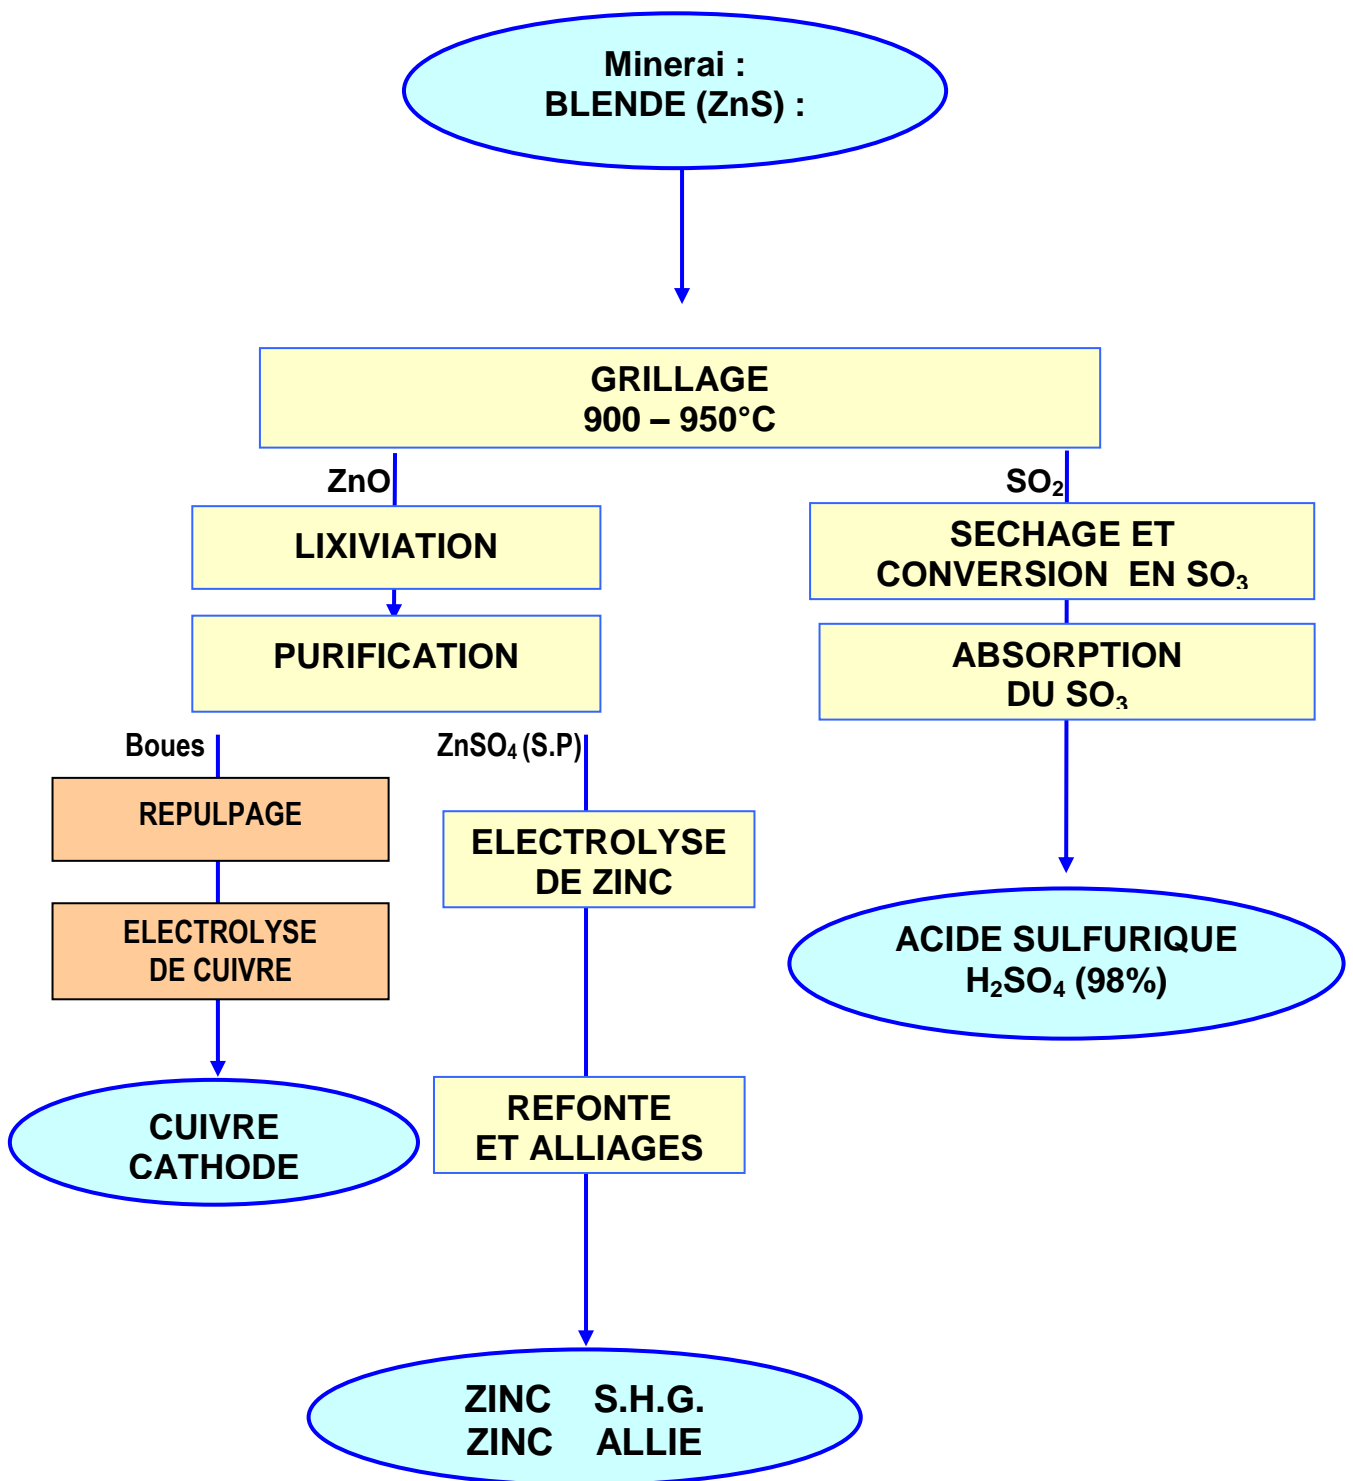 Minerai :
BLENDE (ZnS) :
GRILLAGE
900 – 950°C
ZnO
SO₂
LIXIVIATION
SECHAGE ET
CONVERSION EN SO₃
PURIFICATION
ABSORPTION
DU SO₃
Boues
ZnSO₄ (S.P)
REPULPAGE
ELECTROLYSE
DE ZINC
ELECTROLYSE
DE CUIVRE
ACIDE SULFURIQUE
H₂SO₄ (98%)
CUIVRE
CATHODE
REFONTE
ET ALLIAGES
ZINC S.H.G.
ZINC ALLIE